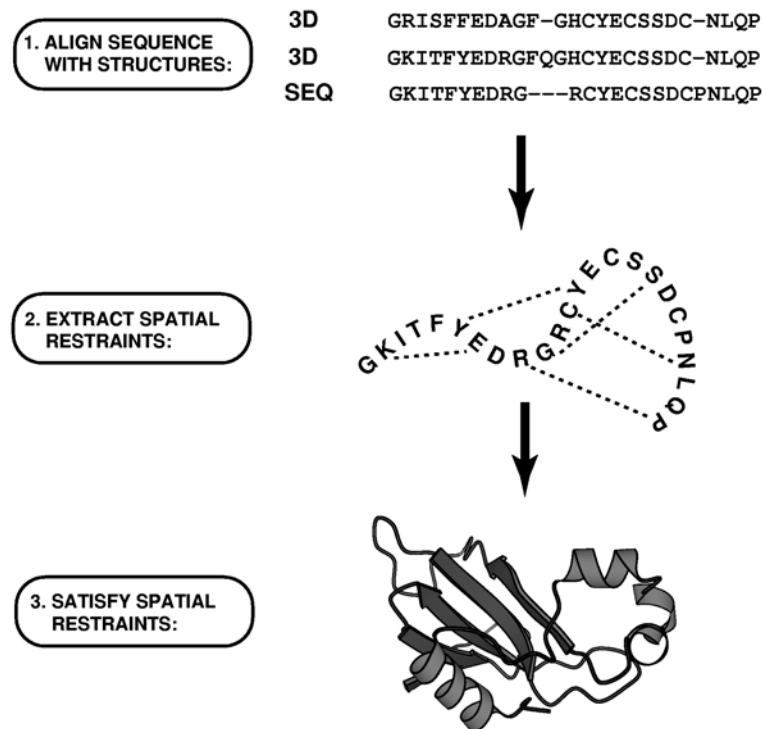 1. ALIGN SEQUENCE
WITH STRUCTURES:
3D GRISFFEDAGF-GHCYECSSDC-NLQP
3D GKITFYEDRGFQGHCYECSSDC-NLQP
SEQ GKITFYEDRG---RCYECSSDCPNLQP
2. EXTRACT SPATIAL
RESTRAINTS:
GKITFYEDRGRCYECSSDCPNLQP
3. SATISFY SPATIAL
RESTRAINTS: